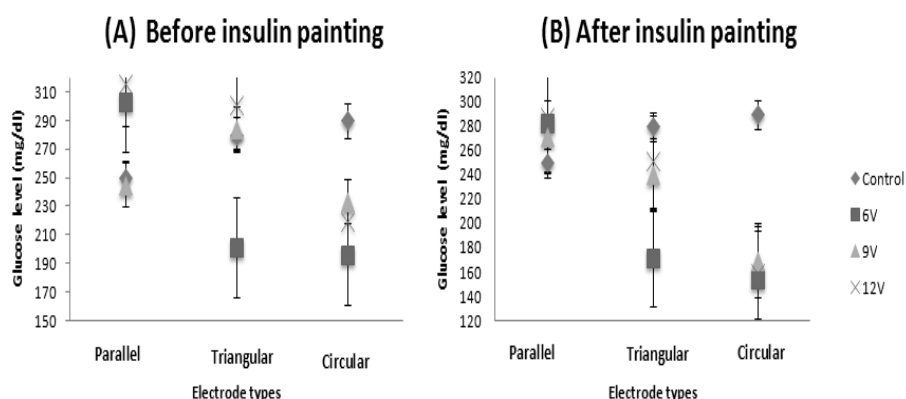 (A) Before insulin painting
Glucose level (mg/dl)
310
290
270
250
230
210
190
170
150
Parallel
Triangular
Circular
Electrode types
(B) After insulin painting
Glucose level (mg/dl)
320
300
280
260
240
220
200
180
160
140
120
Parallel
Triangular
Circular
Electrode types
Control
6V
9V
12V